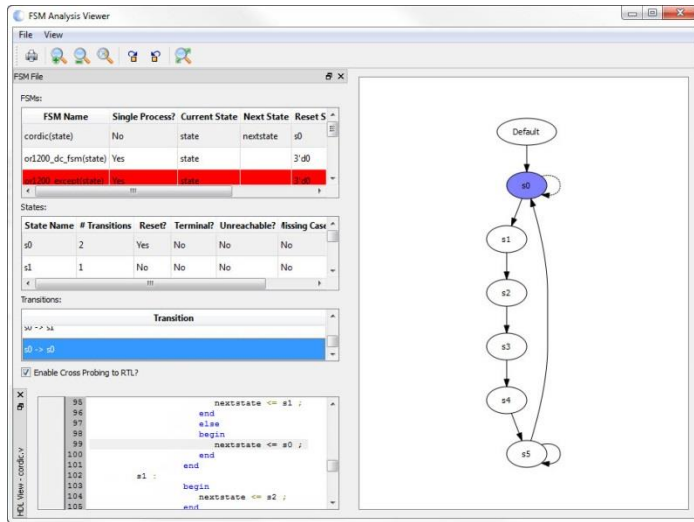 FSM Analysis Viewer
File View
FSM File
FSMs:
FSM Name Single Process? Current State Next State Reset S
cordic(state) No state nextstate s0
or1200_dc_fsm(state) Yes state 3'd0
or1200_except(state) Yes state 3'd0
States:
State Name # Transitions Reset? Terminal? Unreachable? Missing Case
s0 2 Yes No No No
s1 1 No No No No
Transitions:
Transition
s0 -> s1
s0 -> s0
Enable Cross Probing to RTL?
HDL View - cordic.v
95 nextstate <= s1 ;
96 end
97 else
98 begin
99 nextstate <= s0 ;
100 end
101 end
102 s1 :
103 begin
104 nextstate <= s2 ;
105 end
Default
s0
s1
s2
s3
s4
s5